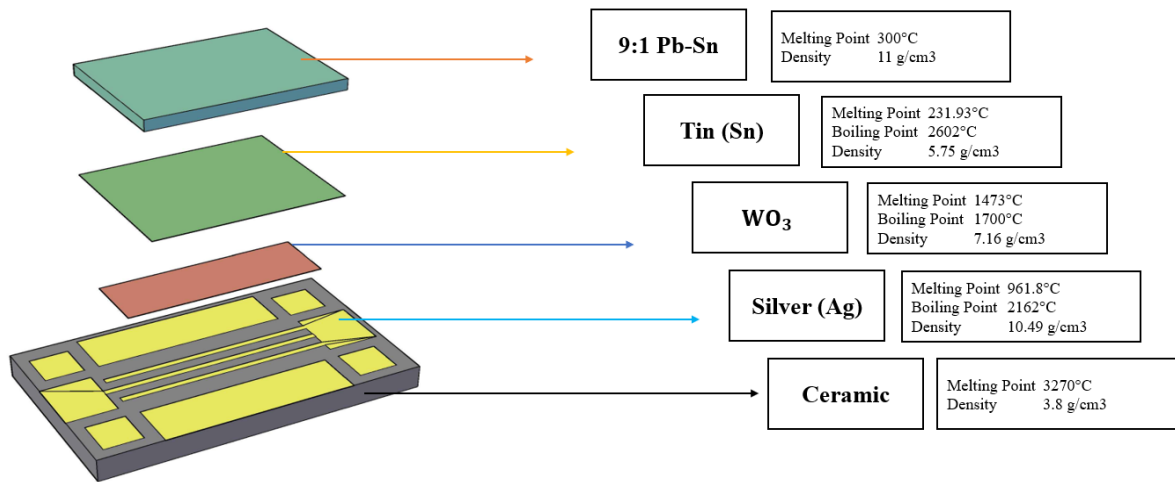 9:1 Pb-Sn
Melting Point 300°C
Density 11 g/cm3
Tin (Sn)
Melting Point 231.93°C
Boiling Point 2602°C
Density 5.75 g/cm3
WO₃
Melting Point 1473°C
Boiling Point 1700°C
Density 7.16 g/cm3
Silver (Ag)
Melting Point 961.8°C
Boiling Point 2162°C
Density 10.49 g/cm3
Ceramic
Melting Point 3270°C
Density 3.8 g/cm3